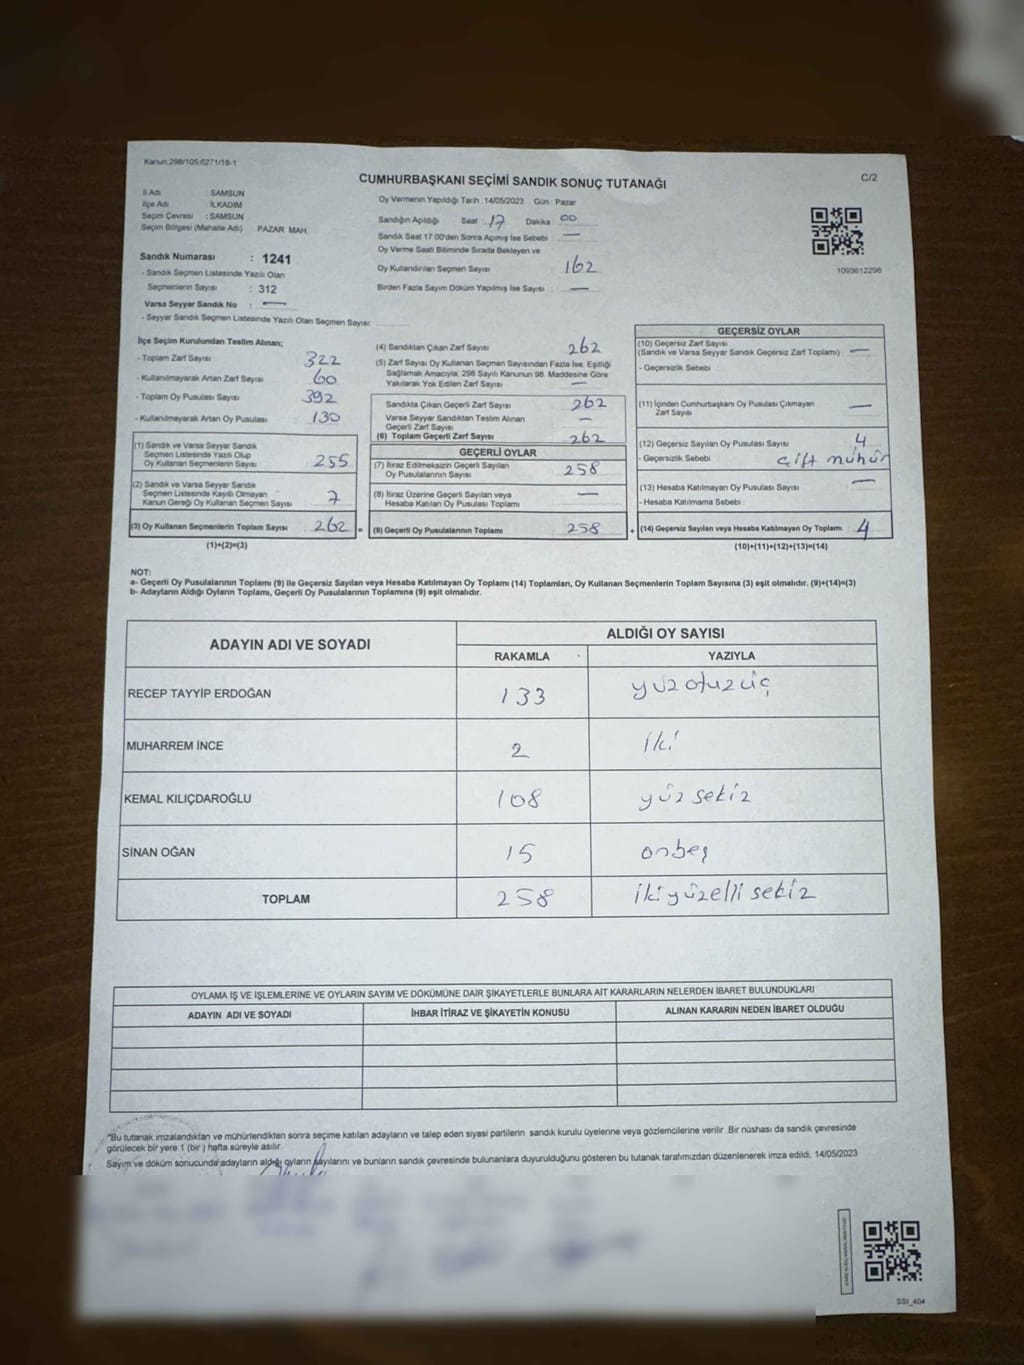 Kanun:298/105;6271/18-1
CUMHURBAŞKANI SEÇİMİ SANDIK SONUÇ TUTANAĞI
C/2
İl Adı SAMSUN
İlçe Adı İLKADIM
Seçim Çevresi : SAMSUN
Seçim Bölgesi (Mahalle Adı) PAZAR MAH.
Oy Vermenin Yapıldığı Tarih :14/05/2023 Gün : Pazar
Sandığın Açıldığı Saat 17 Dakika 00
Sandık Saat 17.00'den Sonra Açılmış İse Sebebi : —
Oy Verme Saati Bitiminde Sırada Bekleyen ve
Oy Kullandırılan Seçmen Sayısı 162
Birden Fazla Sayım Döküm Yapılmış İse Sayısı : —
1093612296
Sandık Numarası : 1241
- Sandık Seçmen Listesinde Yazılı Olan
Seçmenlerin Sayısı : 312
Varsa Seyyar Sandık No : —
- Seyyar Sandık Seçmen Listesinde Yazılı Olan Seçmen Sayısı:
İlçe Seçim Kurulundan Teslim Alınan;
- Toplam Zarf Sayısı 322
- Kullanılmayarak Artan Zarf Sayısı 60
- Toplam Oy Pusulası Sayısı 392
- Kullanılmayarak Artan Oy Pusulası 130
(1) Sandık ve Varsa Seyyar Sandık
Seçmen Listesinde Yazılı Olup
Oy Kullanan Seçmenlerin Sayısı 255
(2) Sandık ve Varsa Seyyar Sandık
Seçmen Listesinde Kayıtlı Olmayan
Kanun Gereği Oy Kullanan Seçmen Sayısı 7
(3) Oy Kullanan Seçmenlerin Toplam Sayısı 262 =
(1)+(2)=(3)
(4) Sandıktan Çıkan Zarf Sayısı 262
(5) Zarf Sayısı Oy Kullanan Seçmen Sayısından Fazla İse, Eşitliği
Sağlamak Amacıyla, 298 Sayılı Kanunun 98. Maddesine Göre
Yakılarak Yok Edilen Zarf Sayısı —
Sandıkta Çıkan Geçerli Zarf Sayısı 262
Varsa Seyyar Sandıktan Teslim Alınan
Geçerli Zarf Sayısı —
(6) Toplam Geçerli Zarf Sayısı 262
GEÇERLİ OYLAR
(7) İtiraz Edilmeksizin Geçerli Sayılan
Oy Pusulalarının Sayısı 258
(8) İtiraz Üzerine Geçerli Sayılan veya
Hesaba Katılan Oy Pusulası Toplamı —
(9) Geçerli Oy Pusulalarının Toplamı 258 +
GEÇERSİZ OYLAR
(10) Geçersiz Zarf Sayısı
(Sandık ve Varsa Seyyar Sandık Geçersiz Zarf Toplamı) —
- Geçersizlik Sebebi
(11) İçinden Cumhurbaşkanı Oy Pusulası Çıkmayan
Zarf Sayısı —
(12) Geçersiz Sayılan Oy Pusulası Sayısı 4
- Geçersizlik Sebebi : çift mühür
(13) Hesaba Katılmayan Oy Pusulası Sayısı —
- Hesaba Katılmama Sebebi :
(14) Geçersiz Sayılan veya Hesaba Katılmayan Oy Toplamı 4
(10)+(11)+(12)+(13)=(14)
NOT:
a- Geçerli Oy Pusulalarının Toplamı (9) ile Geçersiz Sayılan veya Hesaba Katılmayan Oy Toplamı (14) Toplamları, Oy Kullanan Seçmenlerin Toplam Sayısına (3) eşit olmalıdır. (9)+(14)=(3)
b- Adayların Aldığı Oyların Toplamı, Geçerli Oy Pusulalarının Toplamına (9) eşit olmalıdır.
ADAYIN ADI VE SOYADI
ALDIĞI OY SAYISI
RAKAMLA YAZIYLA
RECEP TAYYİP ERDOĞAN 133 yüzotuzüç
MUHARREM İNCE 2 iki
KEMAL KILIÇDAROĞLU 108 yüz sekiz
SİNAN OĞAN 15 onbeş
TOPLAM 258 ikiyüzelli sekiz
OYLAMA İŞ VE İŞLEMLERİNE VE OYLARIN SAYIM VE DÖKÜMÜNE DAİR ŞİKAYETLERLE BUNLARA AİT KARARLARIN NELERDEN İBARET BULUNDUKLARI
ADAYIN ADI VE SOYADI İHBAR İTİRAZ VE ŞİKAYETİN KONUSU ALINAN KARARIN NEDEN İBARET OLDUĞU
"Bu tutanak imzalandıktan ve mühürlendikten sonra seçime katılan adayların ve talep eden siyasi partilerin sandık kurulu üyelerine veya gözlemcilerine verilir .Bir nüshası da sandık çevresinde
görülecek bir yere 1 (bir ) hafta süreyle asılır.
Sayım ve döküm sonucunda adayların aldığı oyların sayılarını ve bunların sandık çevresinde bulunanlara duyurulduğunu gösteren bu tutanak tarafımızdan düzenlenerek imza edildi. 14/05/2023
SSI_404